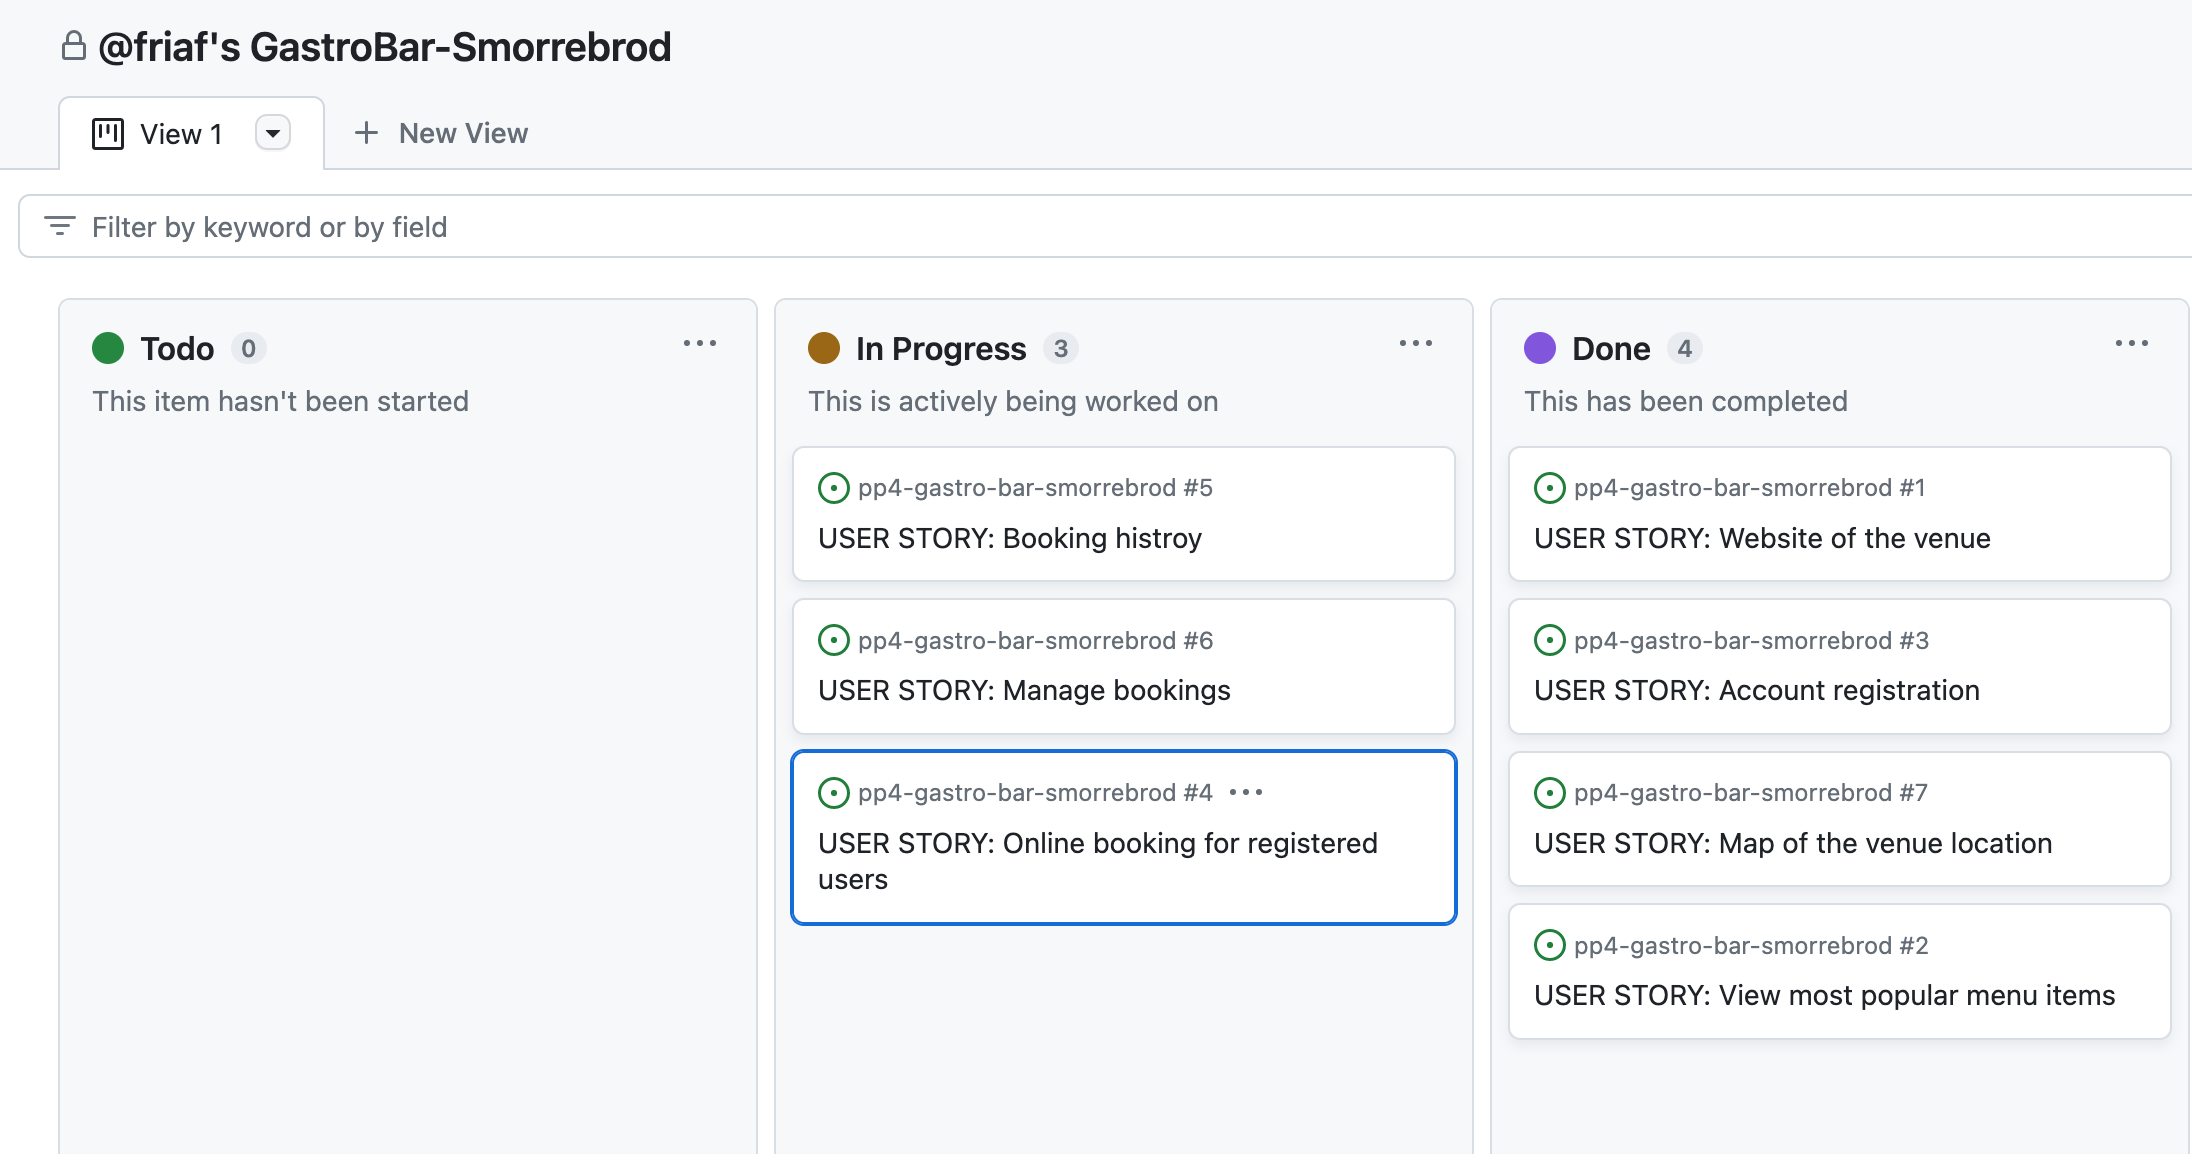 @friaf's GastroBar-Smorrebrod
View 1
New View
Filter by keyword or by field
Todo 0
This item hasn't been started
In Progress 3
This is actively being worked on
pp4-gastro-bar-smorrebrod #5
USER STORY: Booking histroy
pp4-gastro-bar-smorrebrod #6
USER STORY: Manage bookings
pp4-gastro-bar-smorrebrod #4
USER STORY: Online booking for registered
users
Done 4
This has been completed
pp4-gastro-bar-smorrebrod #1
USER STORY: Website of the venue
pp4-gastro-bar-smorrebrod #3
USER STORY: Account registration
pp4-gastro-bar-smorrebrod #7
USER STORY: Map of the venue location
pp4-gastro-bar-smorrebrod #2
USER STORY: View most popular menu items